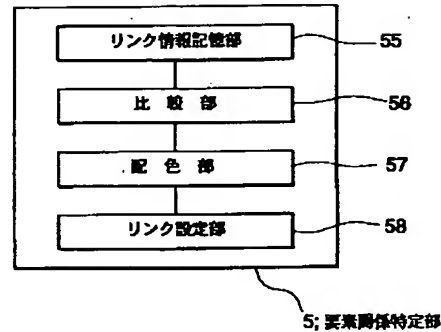 リンク情報記憶部
55
比較部
56
配色部
57
リンク設定部
58
5; 要素関係特定部